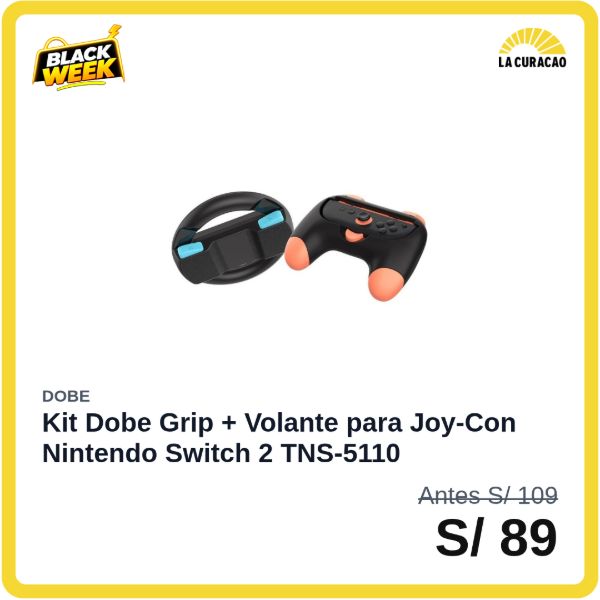 BLACK
WEEK
LA CURACAO
DOBE
Kit Dobe Grip + Volante para Joy-Con
Nintendo Switch 2 TNS-5110
Antes S/ 109
S/ 89